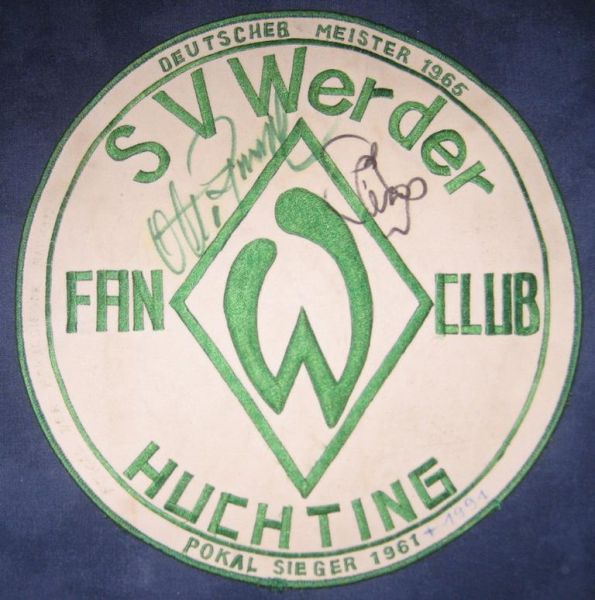 DEUTSCHER MEISTER 1965
SV Werder
FAN CLUB
W
HUCHTING
POKAL SIEGER 1961 + 1991